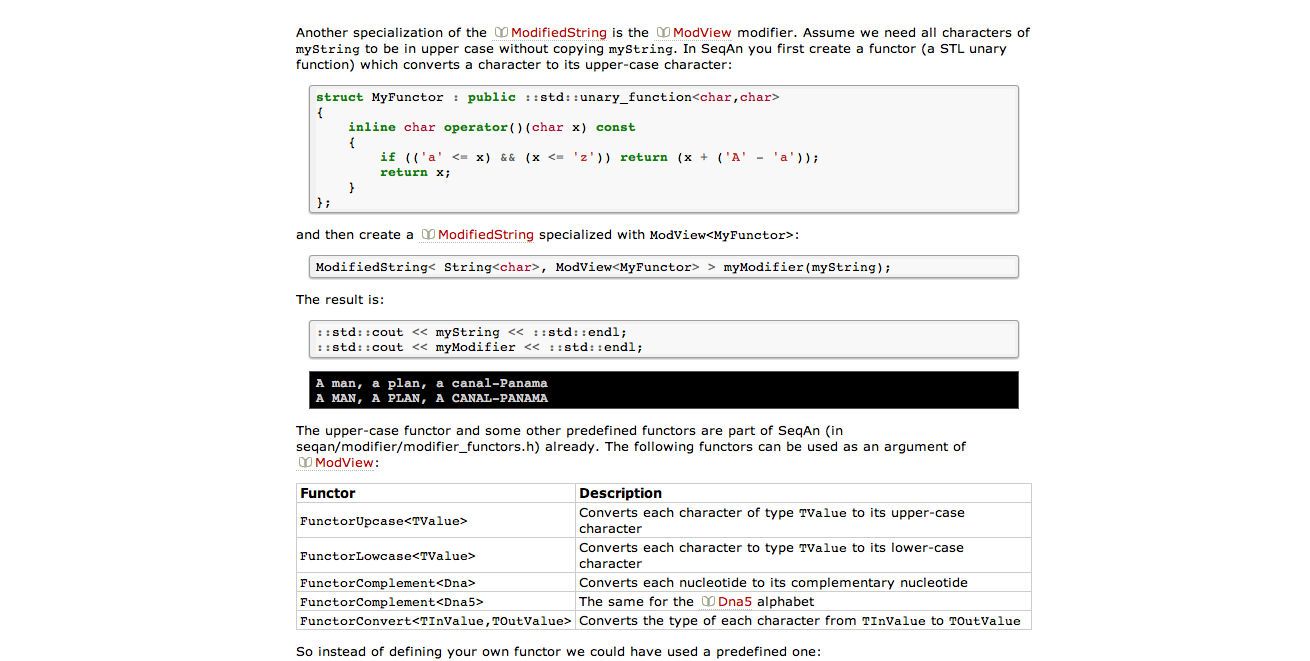 Another specialization of the ModifiedString is the ModView modifier. Assume we need all characters of
myString to be in upper case without copying myString. In SeqAn you first create a functor (a STL unary
function) which converts a character to its upper-case character:
struct MyFunctor : public ::std::unary_function<char,char>
{
    inline char operator()(char x) const
    {
        if (('a' <= x) && (x <= 'z')) return (x + ('A' - 'a'));
        return x;
    }
};
and then create a ModifiedString specialized with ModView<MyFunctor>:
ModifiedString< String<char>, ModView<MyFunctor> > myModifier(myString);
The result is:
::std::cout << myString << ::std::endl;
::std::cout << myModifier << ::std::endl;
A man, a plan, a canal-Panama
A MAN, A PLAN, A CANAL-PANAMA
The upper-case functor and some other predefined functors are part of SeqAn (in
seqan/modifier/modifier_functors.h) already. The following functors can be used as an argument of
ModView:
Functor Description
FunctorUpcase<TValue> Converts each character of type TValue to its upper-case
character
FunctorLowcase<TValue> Converts each character to type TValue to its lower-case
character
FunctorComplement<Dna> Converts each nucleotide to its complementary nucleotide
FunctorComplement<Dna5> The same for the Dna5 alphabet
FunctorConvert<TInValue,TOutValue> Converts the type of each character from TInValue to TOutValue
So instead of defining your own functor we could have used a predefined one: